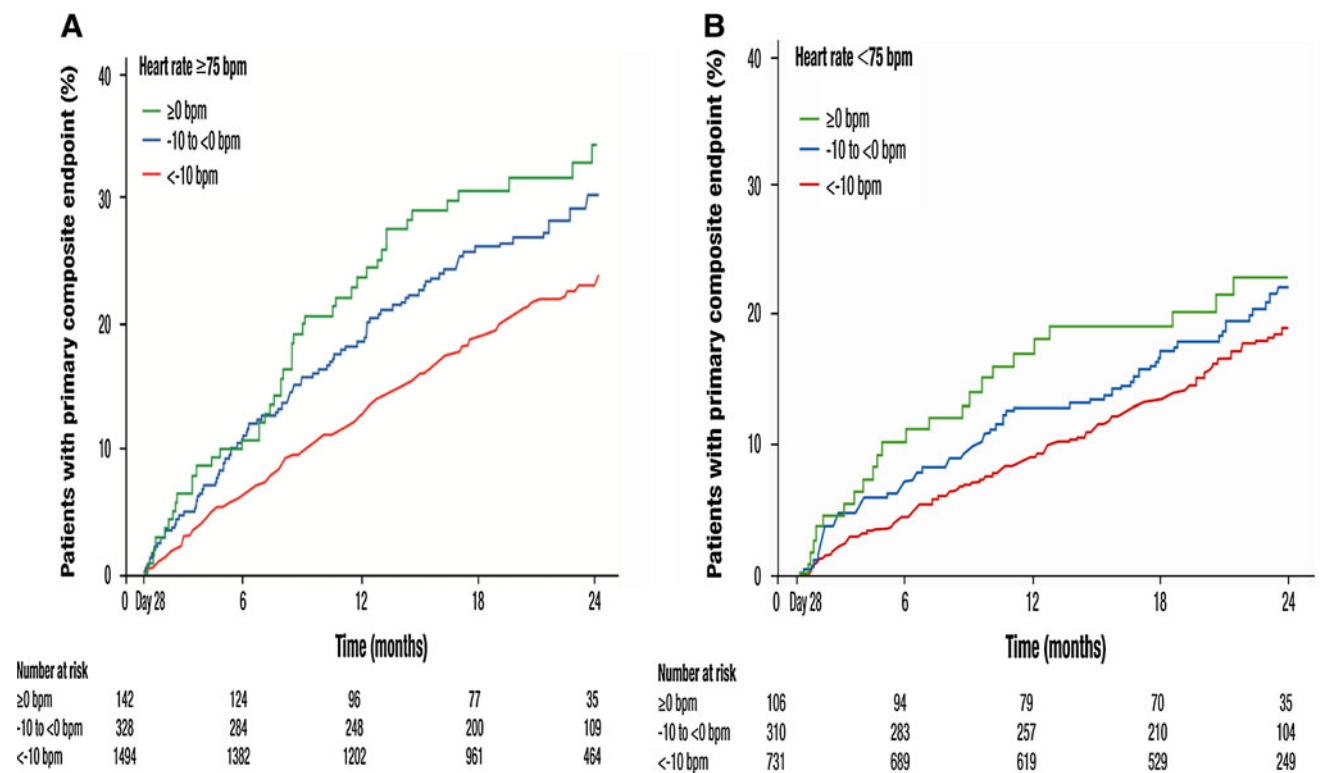 A
Heart rate ≥75 bpm
≥0 bpm
-10 to <0 bpm
<-10 bpm
Patients with primary composite endpoint (%)
40
30
20
10
0
0 Day 28 6 12 18 24
Time (months)
Number at risk
≥0 bpm 142 124 96 77 35
-10 to <0 bpm 328 284 248 200 109
<-10 bpm 1494 1382 1202 961 464
B
Heart rate <75 bpm
≥0 bpm
-10 to <0 bpm
<-10 bpm
Patients with primary composite endpoint (%)
40
30
20
10
0
0 Day 28 6 12 18 24
Time (months)
Number at risk
≥0 bpm 106 94 79 70 35
-10 to <0 bpm 310 283 257 210 104
<-10 bpm 731 689 619 529 249